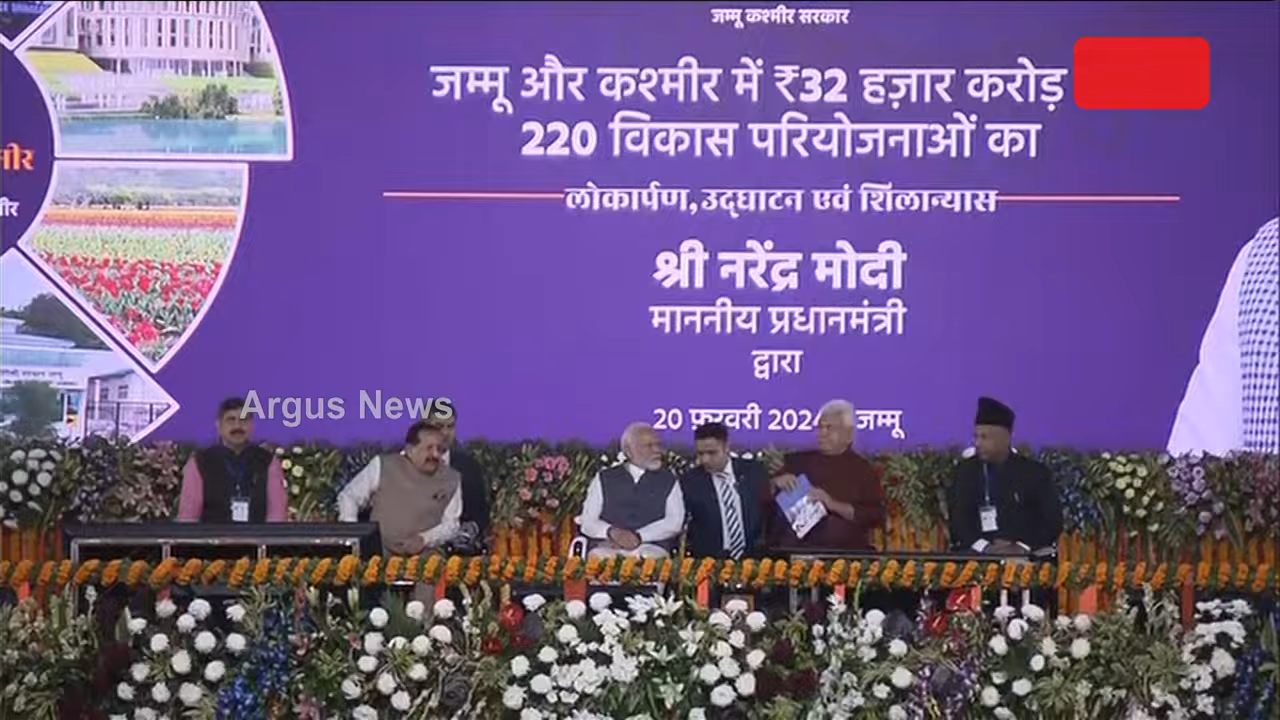 जम्मू कश्मीर सरकार
जम्मू और कश्मीर में ₹32 हज़ार करोड़
220 विकास परियोजनाओं का
लोकार्पण, उद्घाटन एवं शिलान्यास
श्री नरेंद्र मोदी
माननीय प्रधानमंत्री
द्वारा
20 फ़रवरी 2024 जम्मू
Argus News